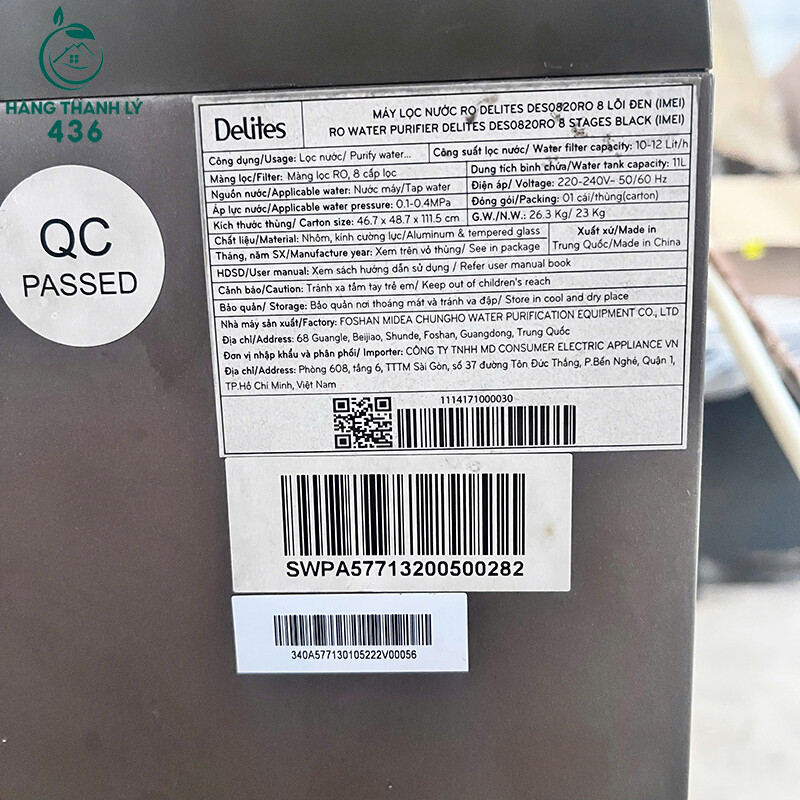 HÀNG THANH LÝ
436
QC
PASSED
Delites
MÁY LỌC NƯỚC RO DELITES DES0820RO 8 LÕI ĐEN (IMEI)
RO WATER PURIFIER DELITES DES0820RO 8 STAGES BLACK (IMEI)
Công dụng/Usage: Lọc nước/ Purify water...
Công suất lọc nước/ Water filter capacity: 10-12 Lit/h
Màng lọc/Filter: Màng lọc RO, 8 cấp lọc
Dung tích bình chứa/Water tank capacity: 11L
Nguồn nước/Applicable water: Nước máy/Tap water
Điện áp/ Voltage: 220-240V~ 50/60 Hz
Áp lực nước/Applicable water pressure: 0.1-0.4MPa
Đóng gói/Packing: 01 cái/thùng(carton)
Kích thước thùng/ Carton size: 46.7 x 48.7 x 111.5 cm
G.W./N.W.: 26.3 Kg/ 23 Kg
Chất liệu/Material: Nhôm, kính cường lực/Aluminum & tempered glass
Xuất xứ/Made in
Trung Quốc/Made in China
Tháng, năm SX/Manufacture year: Xem trên vỏ thùng/ See in package
HDSD/User manual: Xem sách hướng dẫn sử dụng / Refer user manual book
Cảnh báo/Caution: Tránh xa tầm tay trẻ em/ Keep out of children's reach
Bảo quản/ Storage: Bảo quản nơi thoáng mát và tránh va đập/ Store in cool and dry place
Nhà máy sản xuất/Factory: FOSHAN MIDEA CHUNGHO WATER PURIFICATION EQUIPMENT CO., LTD
Địa chỉ/Address: 68 Guangle, Beijiao, Shunde, Foshan, Guangdong, Trung Quốc
Đơn vị nhập khẩu và phân phối/ Importer: CÔNG TY TNHH MD CONSUMER ELECTRIC APPLIANCE VN
Địa chỉ/Address: Phòng 608, tầng 6, TTTM Sài Gòn, số 37 đường Tôn Đức Thắng, P.Bến Nghé, Quận 1,
TP.Hồ Chí Minh, Việt Nam
1114171000030
SWPA57713200500282
340A577130105222V00056